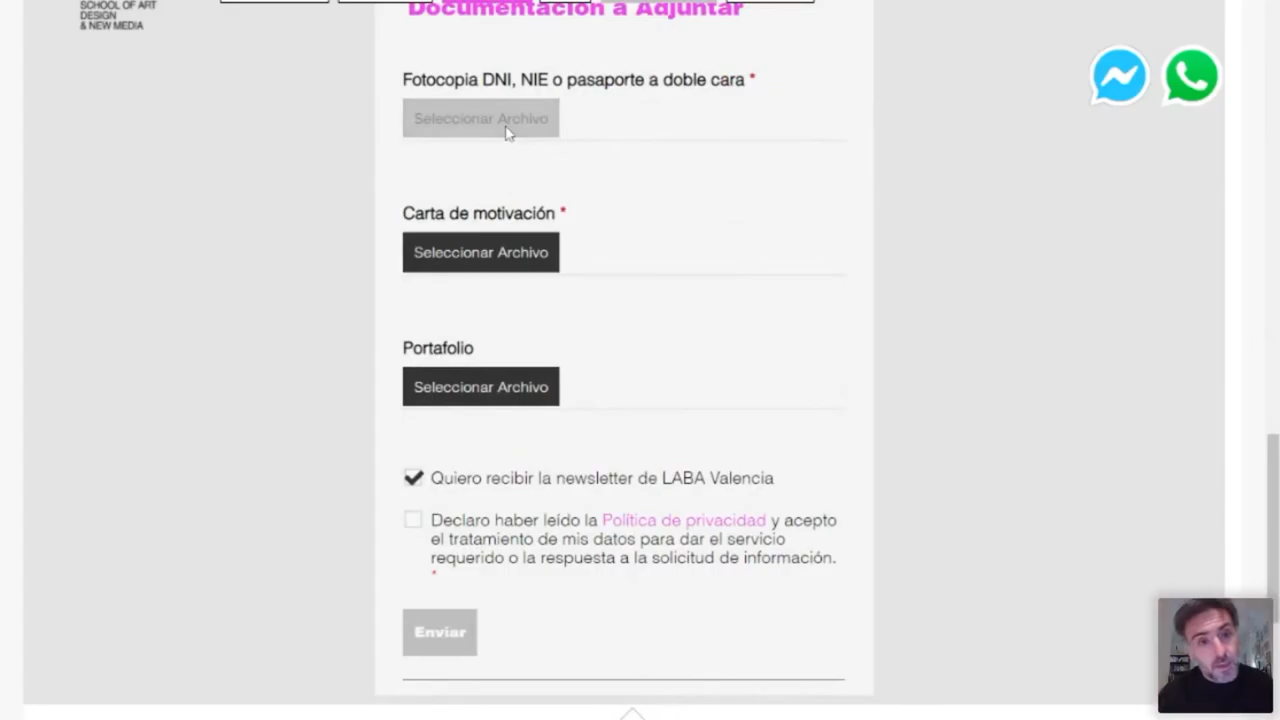 SCHOOL OF ART
DESIGN
& NEW MEDIA
Documentación a Adjuntar
Fotocopia DNI, NIE o pasaporte a doble cara *
Seleccionar Archivo
Carta de motivación *
Seleccionar Archivo
Portafolio
Seleccionar Archivo
Quiero recibir la newsletter de LABA Valencia
Declaro haber leído la Política de privacidad y acepto
el tratamiento de mis datos para dar el servicio
requerido o la respuesta a la solicitud de información.
*
Enviar